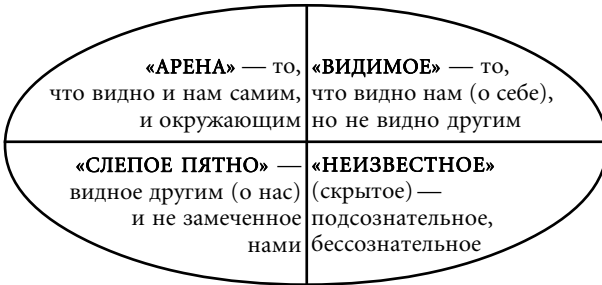 «АРЕНА» — то,
что видно и нам самим,
и окружающим
«ВИДИМОЕ» — то,
что видно нам (о себе),
но не видно другим
«СЛЕПОЕ ПЯТНО» —
видное другим (о нас)
и не замеченное
нами
«НЕИЗВЕСТНОЕ»
(скрытое) —
подсознательное,
бессознательное